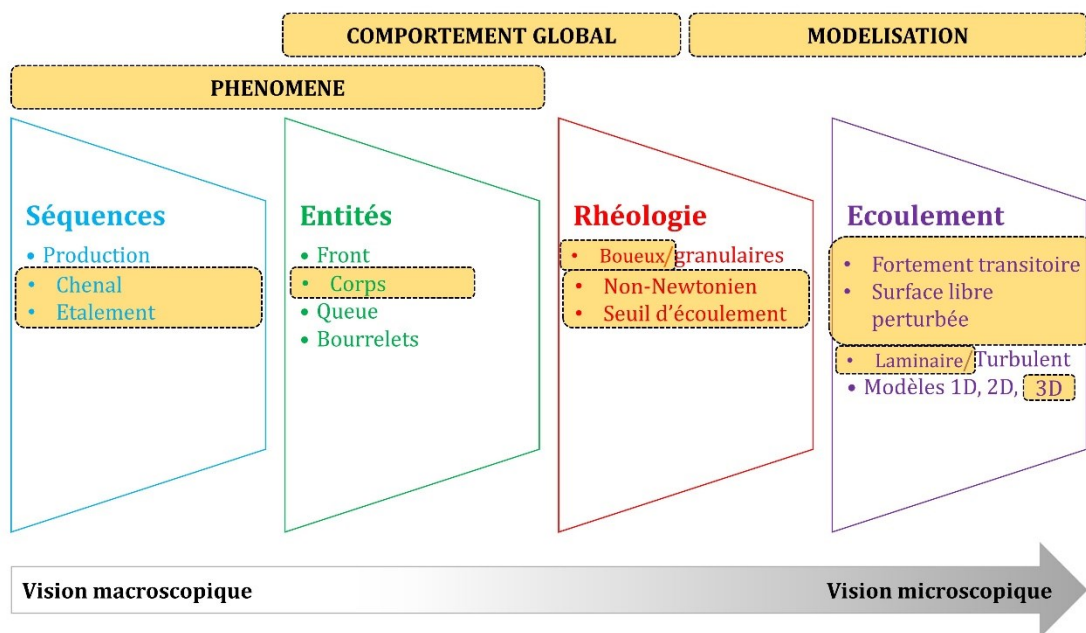 COMPORTEMENT GLOBAL
MODELISATION
PHENOMENE
Séquences
• Production
• Chenal
• Etalement
Entités
• Front
• Corps
• Queue
• Bourrelets
Rhéologie
• Boueux/granulaires
• Non-Newtonien
• Seuil d'écoulement
Ecoulement
• Fortement transitoire
• Surface libre
perturbée
• Laminaire/Turbulent
• Modèles 1D, 2D, 3D
Vision macroscopique
Vision microscopique